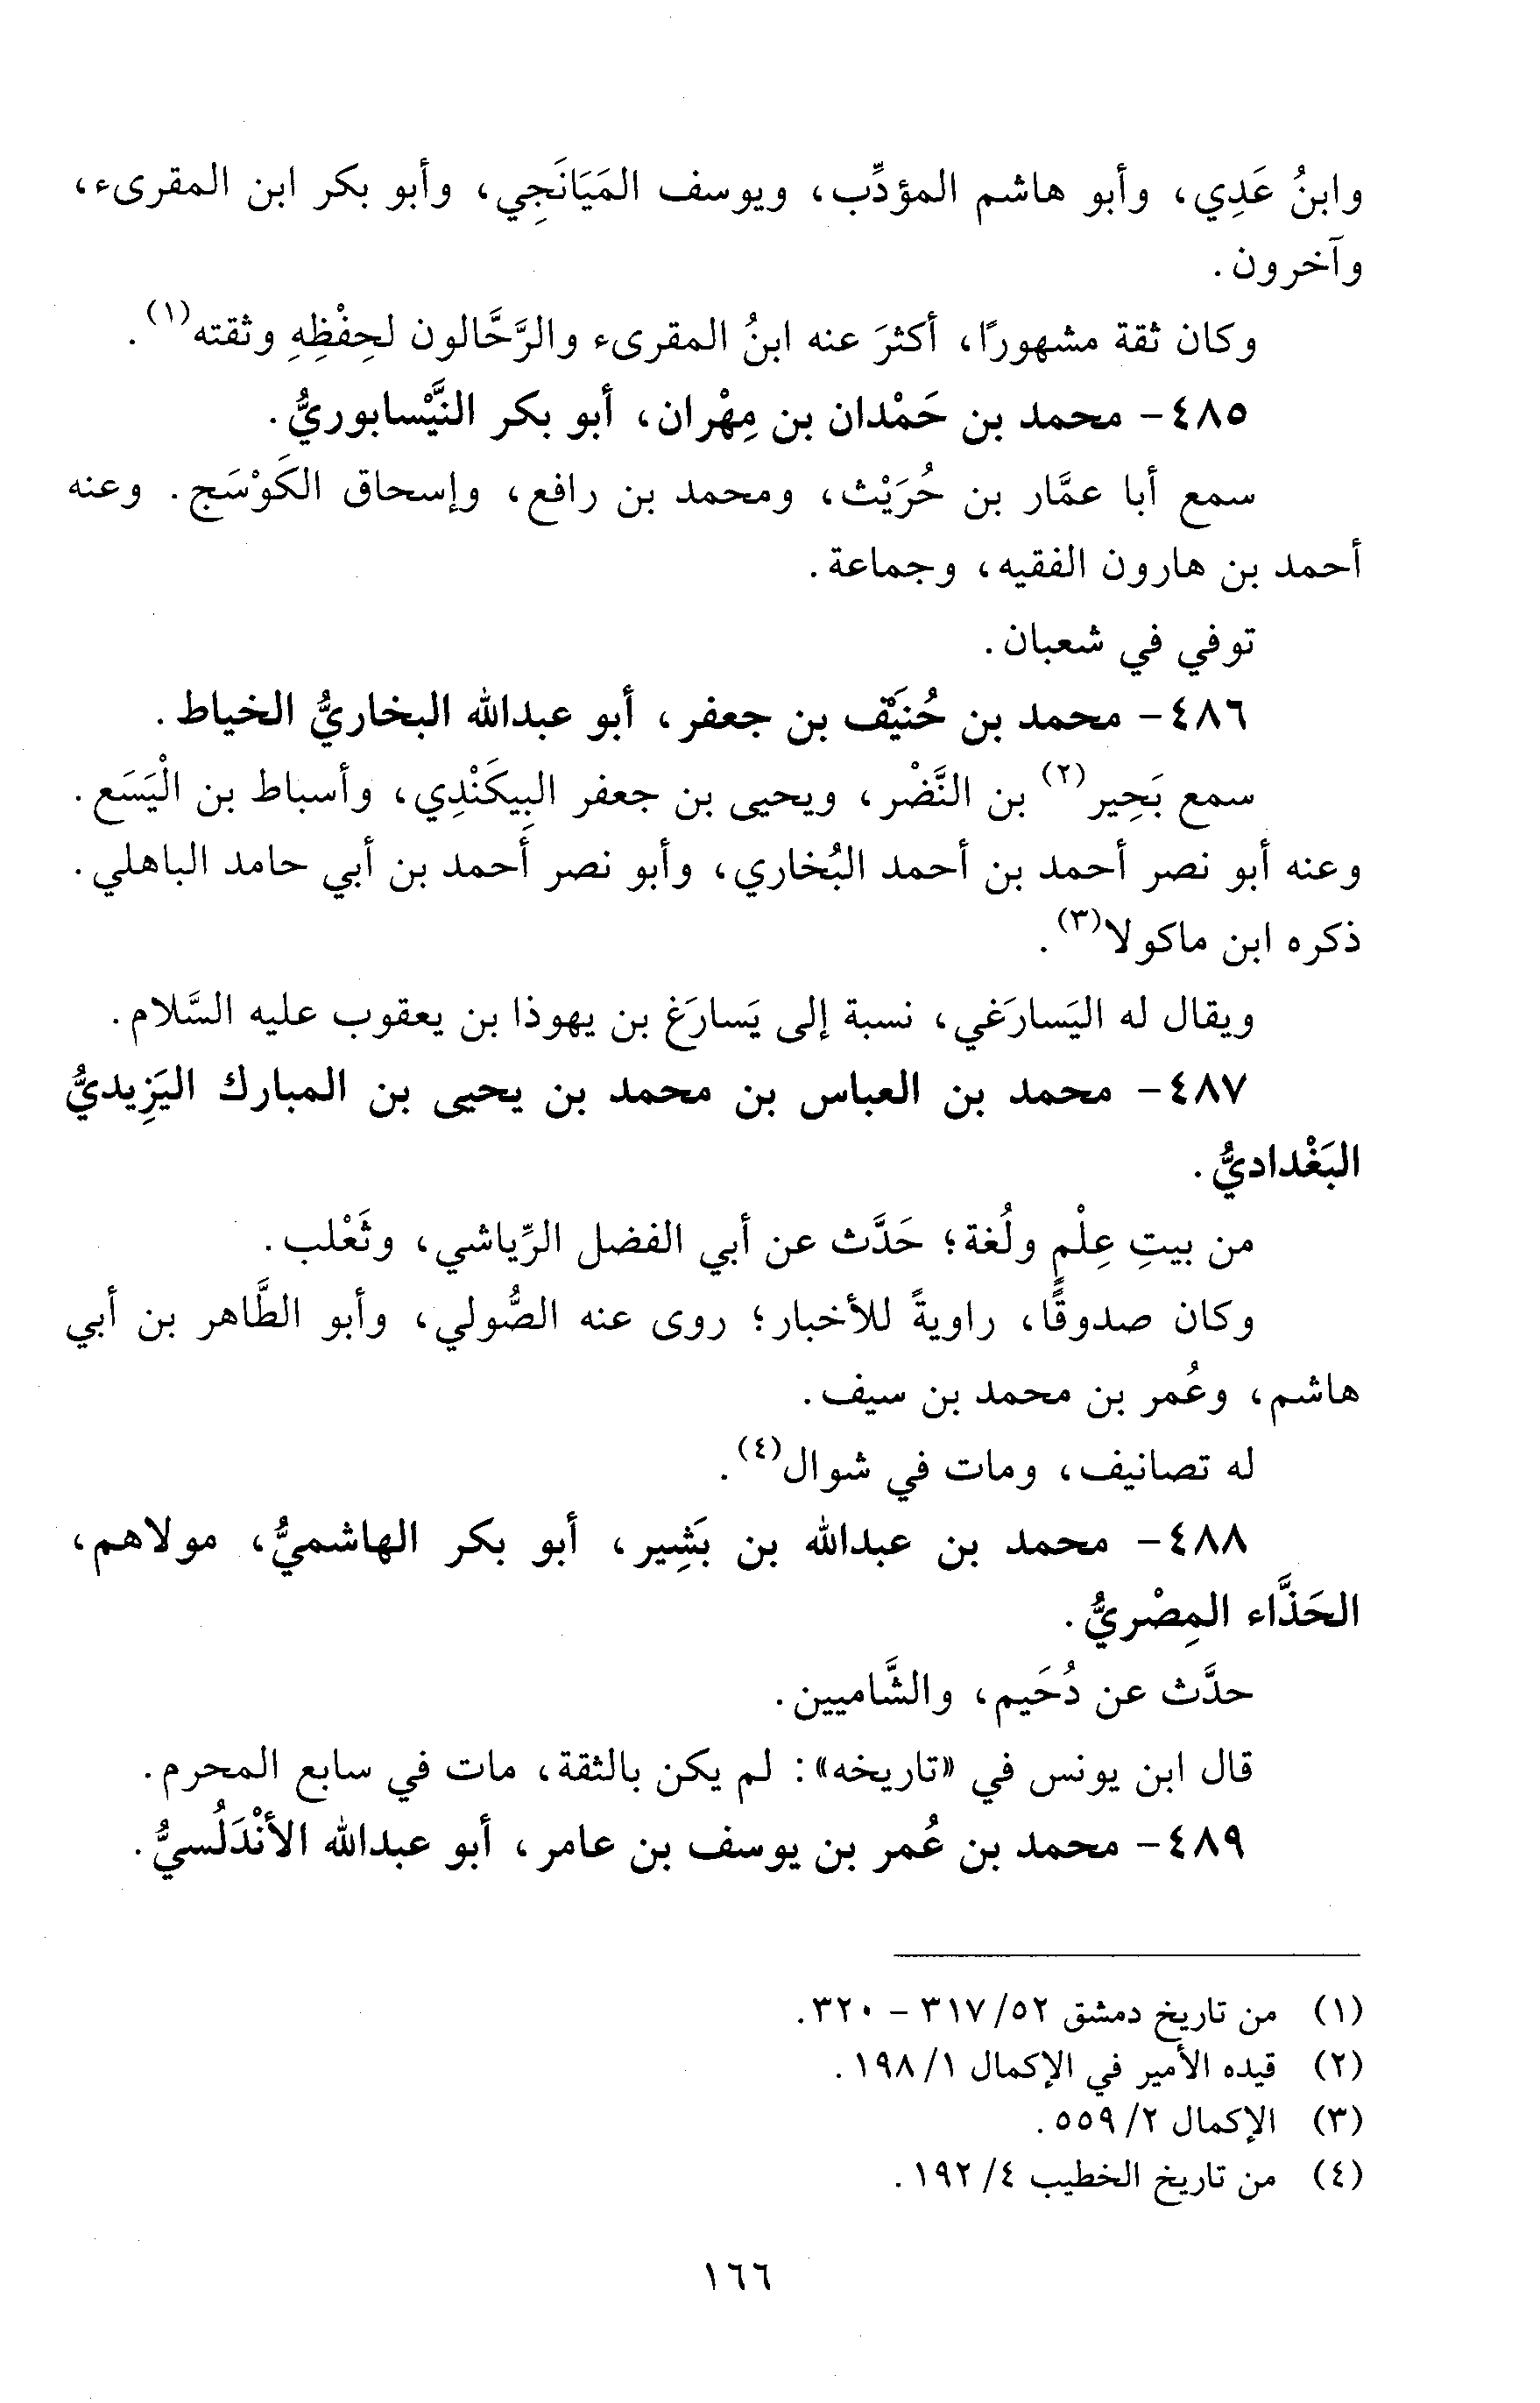 وابنُ عَدِي، وأبو هاشم المؤدِّب، ويوسف المَيَانَجِي، وأبو بكر ابن المقرىء،
وآخرون.
وكان ثقة مشهورًا، أكثرَ عنه ابنُ المقرىء والرَّحَّالون لحِفْظِهِ وثقته(١).
٤٨٥- محمد بن حَمْدان بن مِهْران، أبو بكر النَّيْسابوريُّ.
سمع أبا عمَّار بن حُرَيْث، ومحمد بن رافع، وإسحاق الكَوْسَج. وعنه
أحمد بن هارون الفقيه، وجماعة.
توفي في شعبان.
٤٨٦- محمد بن حُنَيْف بن جعفر، أبو عبدالله البخاريُّ الخياط.
سمع بَحِير(٢) بن النَّضْر، ويحيى بن جعفر البِيكَنْدِي، وأسباط بن الْيَسَع.
وعنه أبو نصر أحمد بن أحمد البُخاري، وأبو نصر أحمد بن أبي حامد الباهلي.
ذكره ابن ماكولا(٣).
ويقال له اليَسارَغي، نسبة إلى يَسارَغ بن يهوذا بن يعقوب عليه السَّلام.
٤٨٧- محمد بن العباس بن محمد بن يحيى بن المبارك اليَزِيديُّ
البَغْداديُّ.
من بيتِ عِلْمٍ ولُغة؛ حَدَّث عن أبي الفضل الرِّياشي، وثَعْلب.
وكان صدوقًا، راويةً للأخبار؛ روى عنه الصُّولي، وأبو الطَّاهر بن أبي
هاشم، وعُمر بن محمد بن سيف.
له تصانيف، ومات في شوال(٤).
٤٨٨- محمد بن عبدالله بن بَشِير، أبو بكر الهاشميُّ، مولاهم،
الحَذَّاء المِصْريُّ.
حدَّث عن دُحَيم، والشَّاميين.
قال ابن يونس في «تاريخه»: لم يكن بالثقة، مات في سابع المحرم.
٤٨٩- محمد بن عُمر بن يوسف بن عامر، أبو عبدالله الأنْدَلُسيُّ.
(١) من تاريخ دمشق ٥٢/ ٣١٧ - ٣٢٠.
(٢) قيده الأمير في الإكمال ١/ ١٩٨.
(٣) الإكمال ٢/ ٥٥٩.
(٤) من تاريخ الخطيب ٤/ ١٩٢.
١٦٦